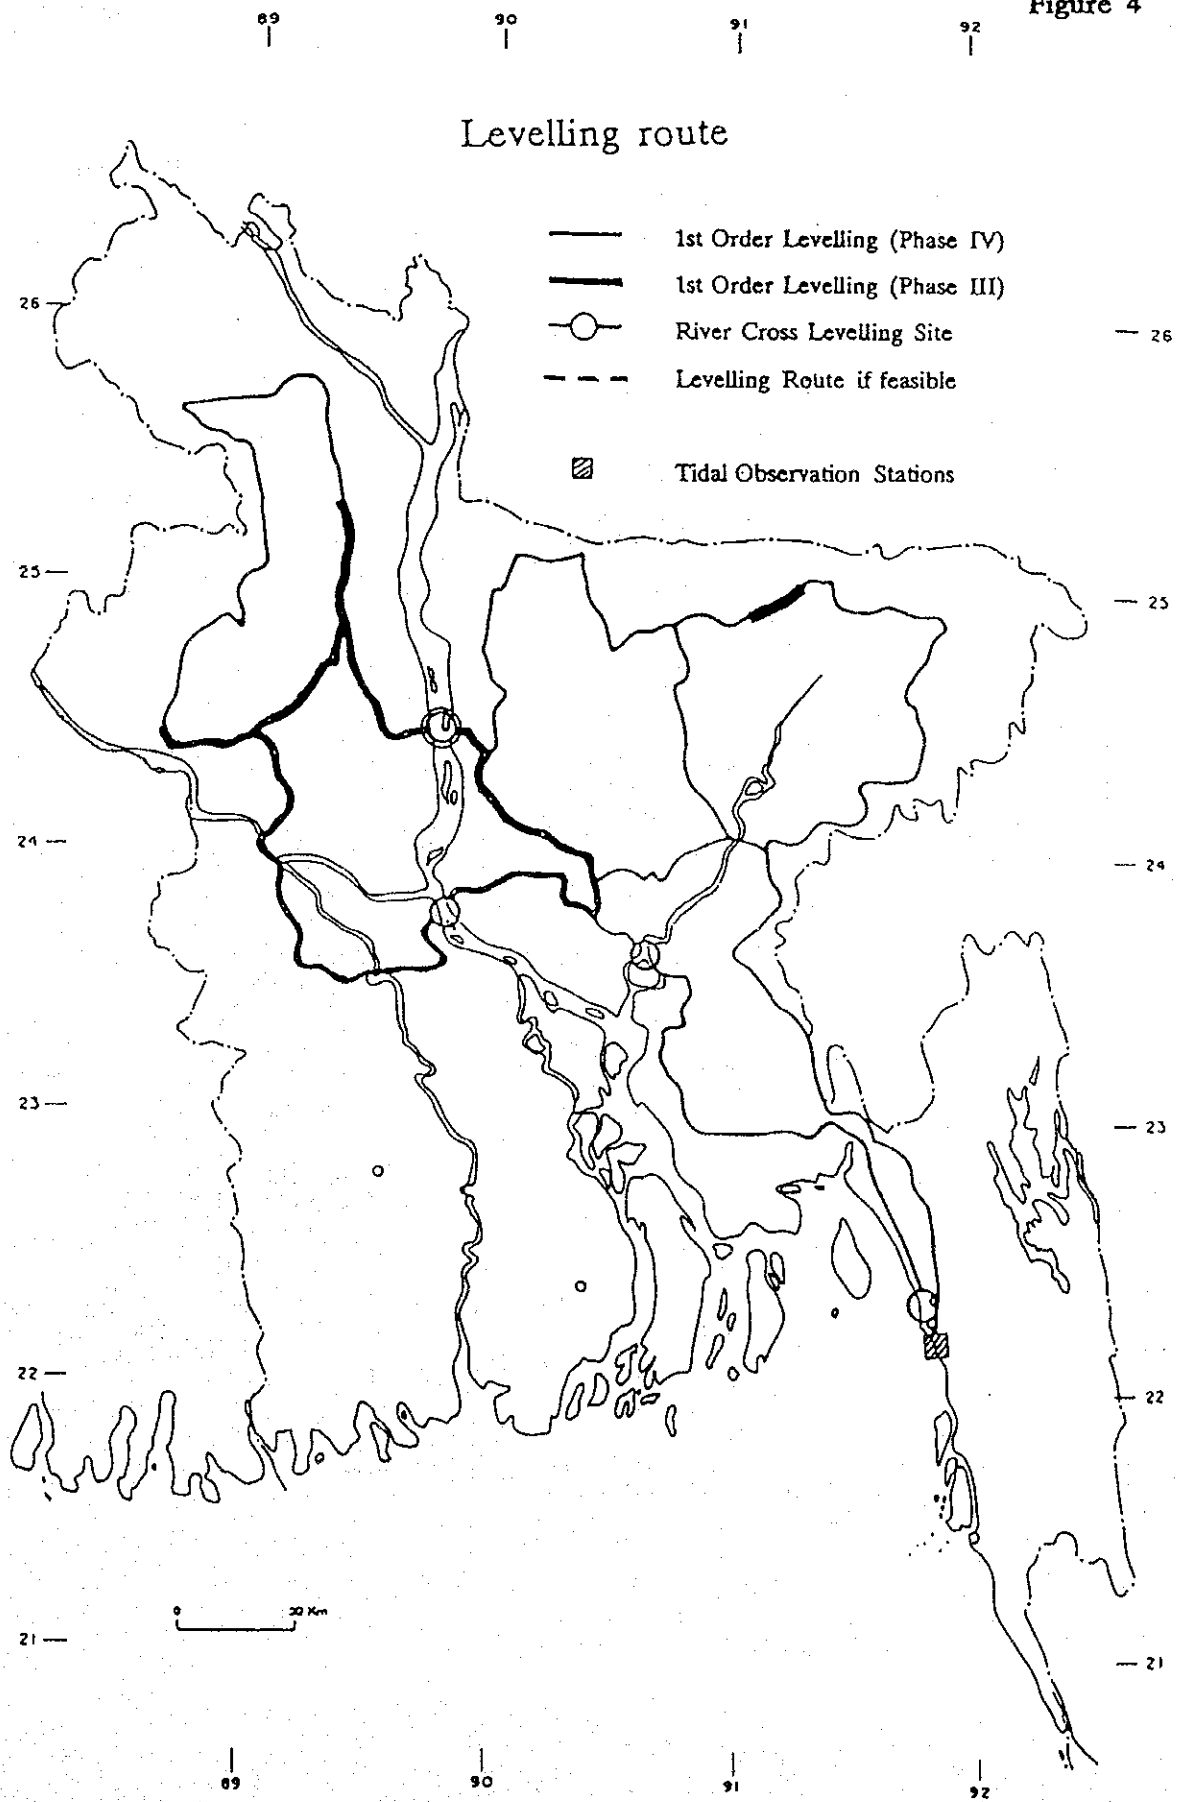 Figure 4
89 90 91 92
Levelling route
1st Order Levelling (Phase IV)
1st Order Levelling (Phase III)
River Cross Levelling Site
Levelling Route if feasible
Tidal Observation Stations
26 26
25 25
24 24
23 23
22 22
0 Km
21 21
89 90 91 92